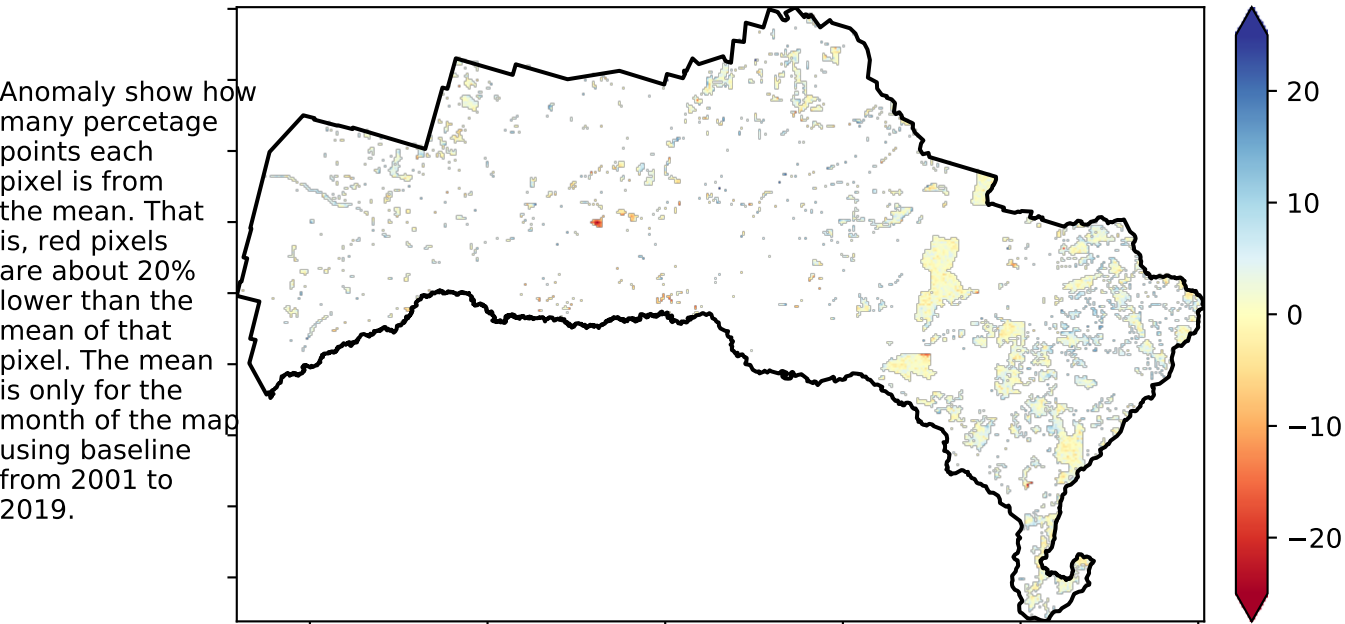 Anomaly show how
many percetage
points each
pixel is from
the mean. That
is, red pixels
are about 20%
lower than the
mean of that
pixel. The mean
is only for the
month of the map
using baseline
from 2001 to
2019.
20
10
0
−10
−20